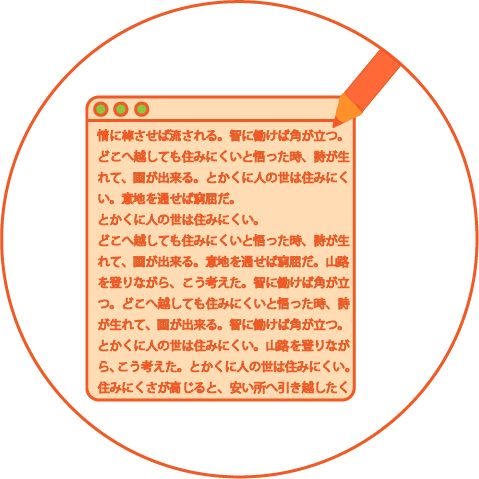 情に棹させば流される。智に働けば角が立つ。
どこへ越しても住みにくいと悟った時、詩が生
れて、画が出来る。とかくに人の世は住みにく
い。意地を通せば窮屈だ。
とかくに人の世は住みにくい。
どこへ越しても住みにくいと悟った時、詩が生
れて、画が出来る。意地を通せば窮屈だ。山路
を登りながら、こう考えた。智に働けば角が立
つ。どこへ越しても住みにくいと悟った時、詩
が生れて、画が出来る。智に働けば角が立つ。
とかくに人の世は住みにくい。山路を登りなが
ら、こう考えた。とかくに人の世は住みにくい。
住みにくさが高じると、安い所へ引き越したく